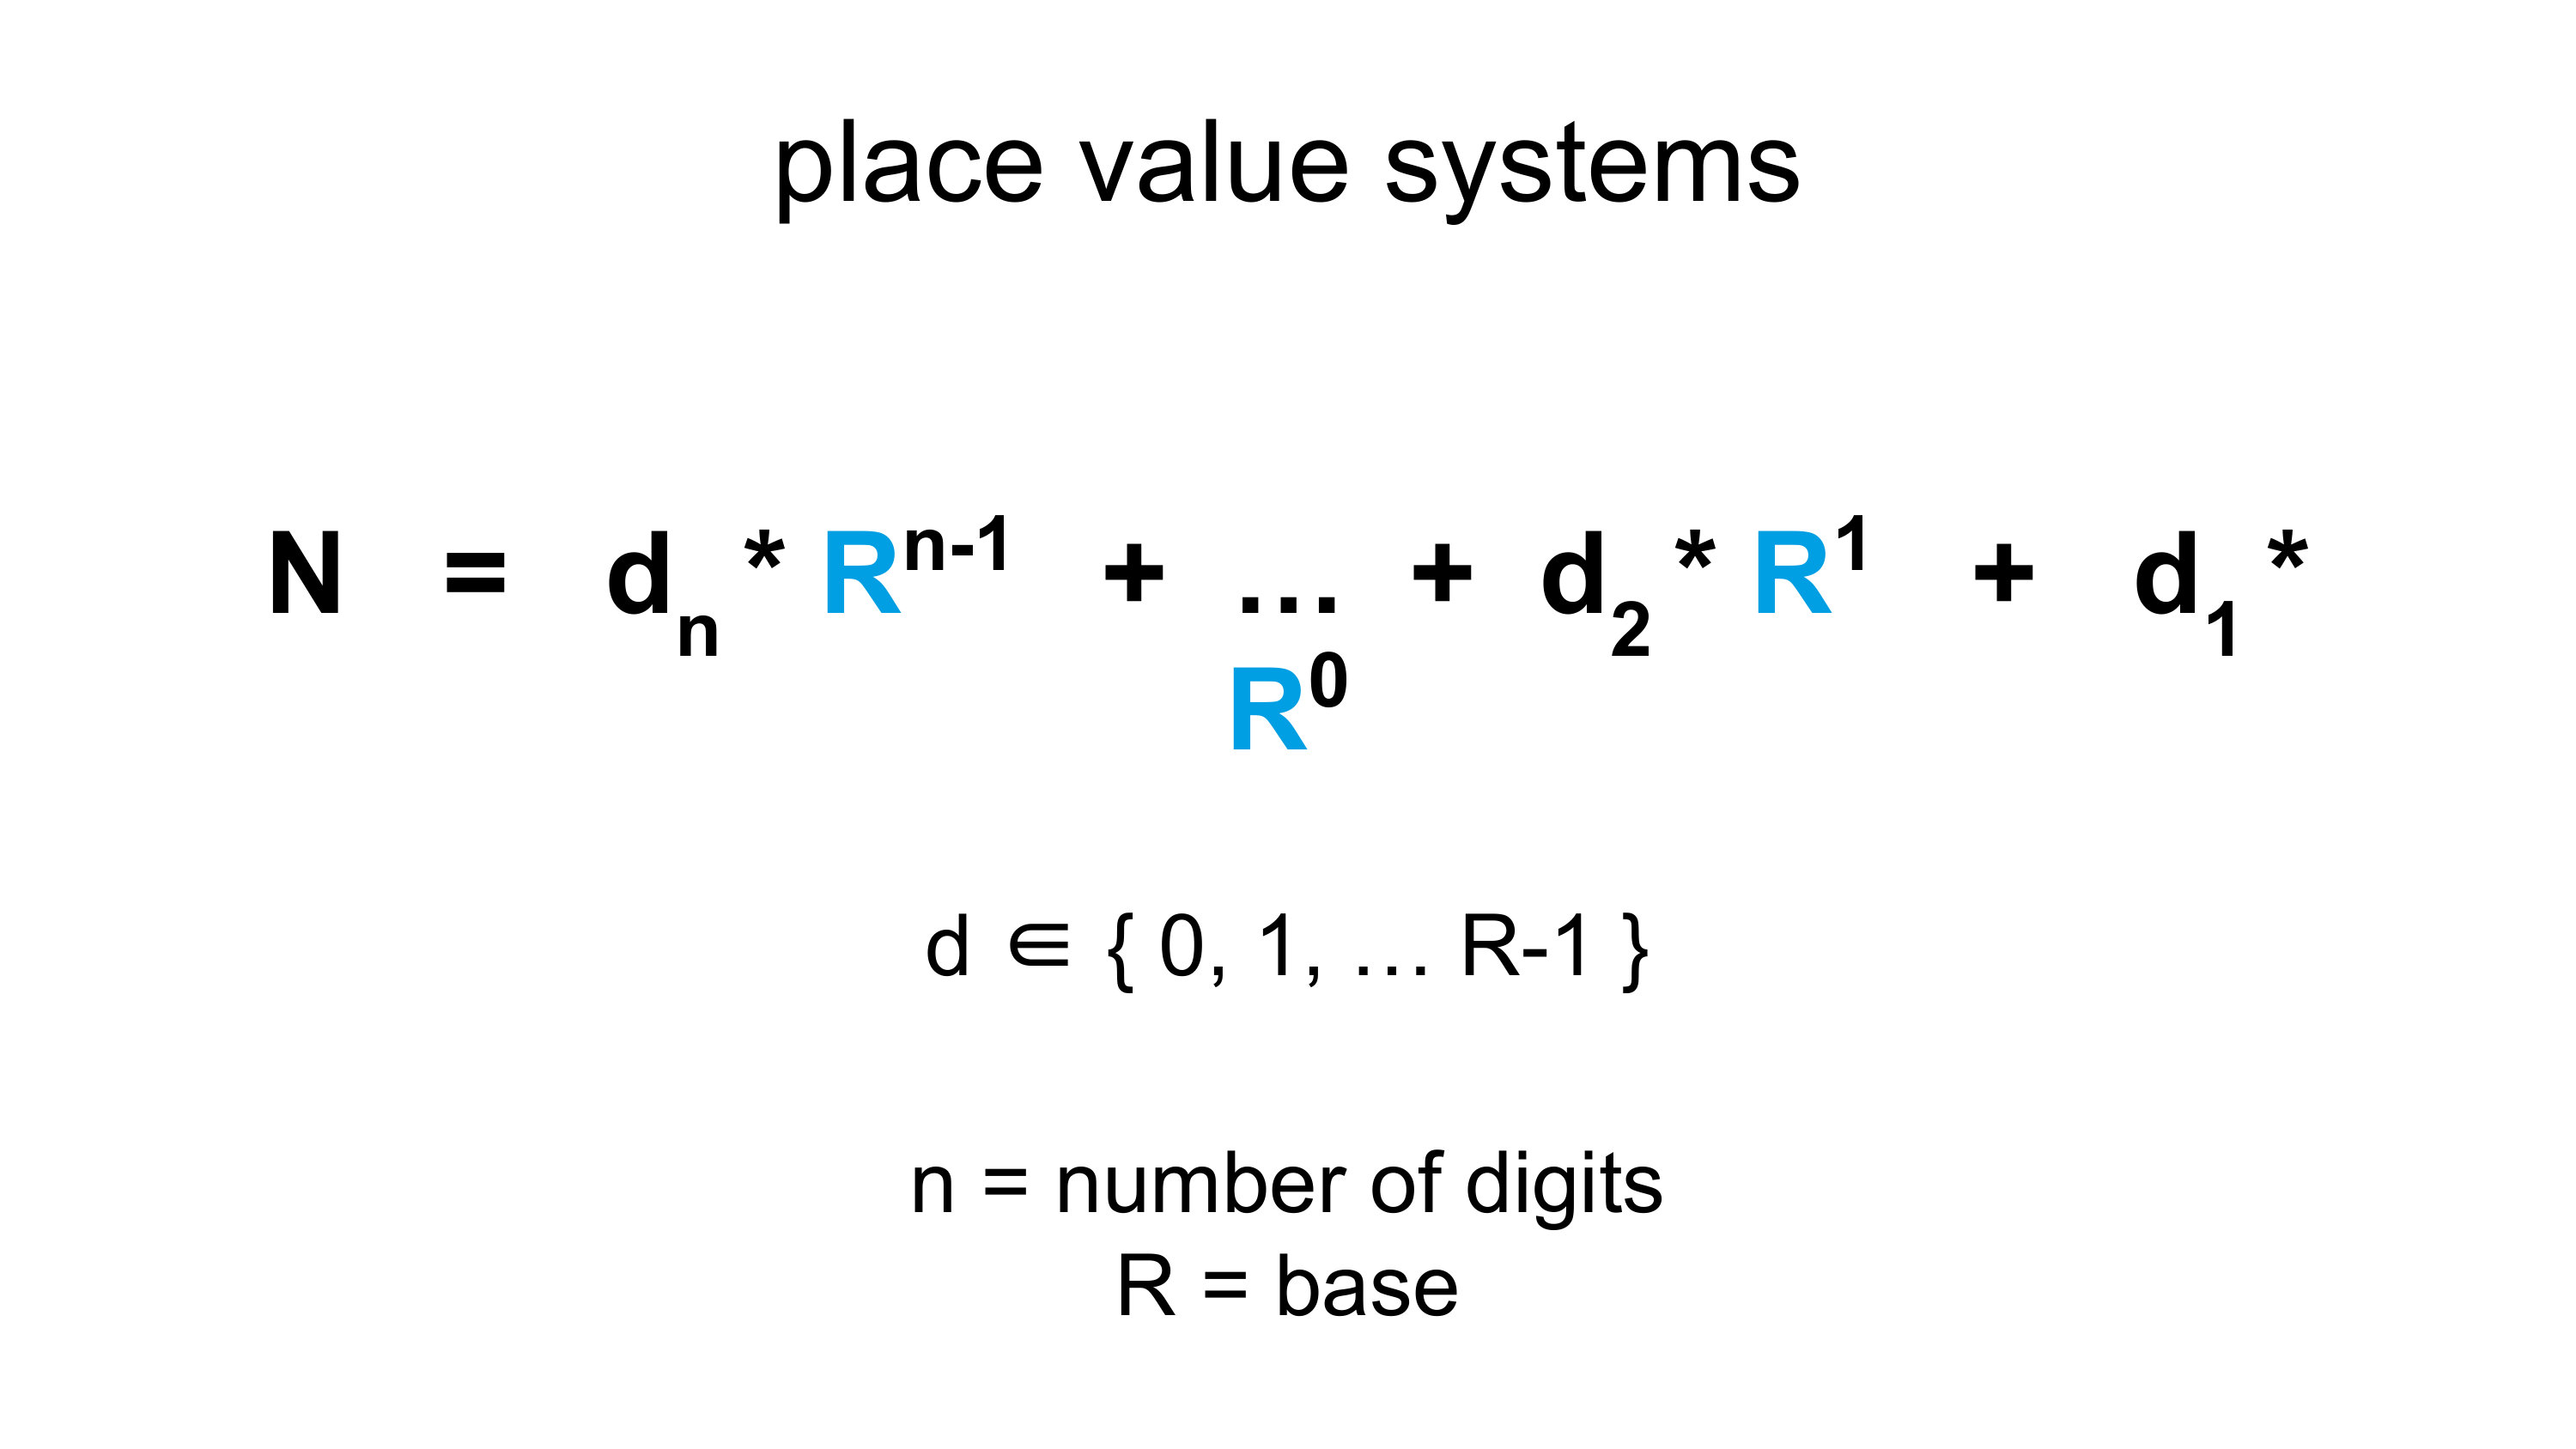 place value systems
N = dₙ * Rⁿ⁻¹ + … + d₂ * R¹ + d₁ *
R⁰
d ∈ { 0, 1, … R-1 }
n = number of digits
R = base